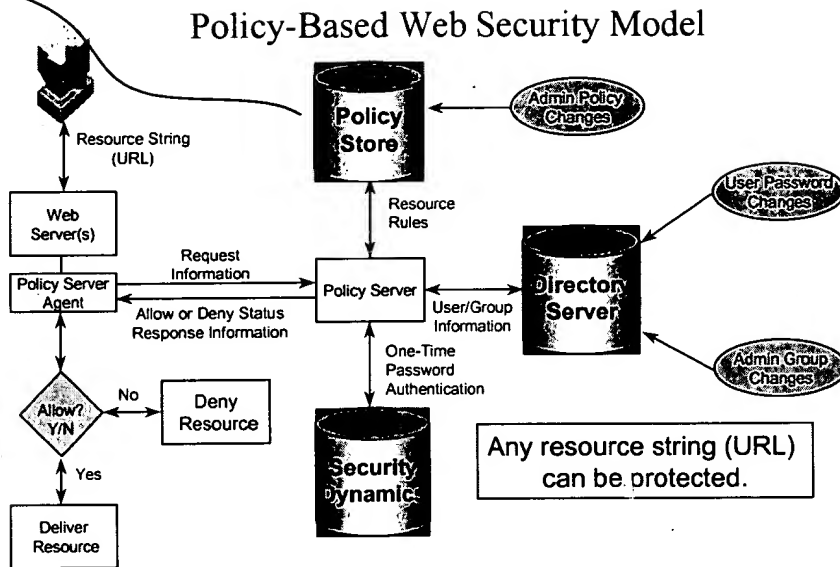 Policy-Based Web Security Model
Resource String
(URL)
Policy
Store
Admin Policy
Changes
Web
Server(s)
Resource
Rules
User Password
Changes
Request
Information
Policy Server
Agent
Policy Server
Directory
Server
Allow or Deny Status
Response Information
User/Group
Information
One-Time
Password
Authentication
Admin Group
Changes
Allow?
Y/N
No
Deny
Resource
Yes
Security
Dynamic
Any resource string (URL)
can be protected.
Deliver
Resource